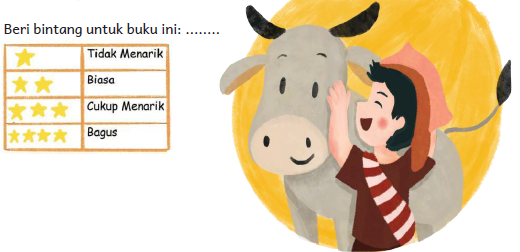 Beri bintang untuk buku ini: ........
Tidak Menarik
Biasa
Cukup Menarik
Bagus